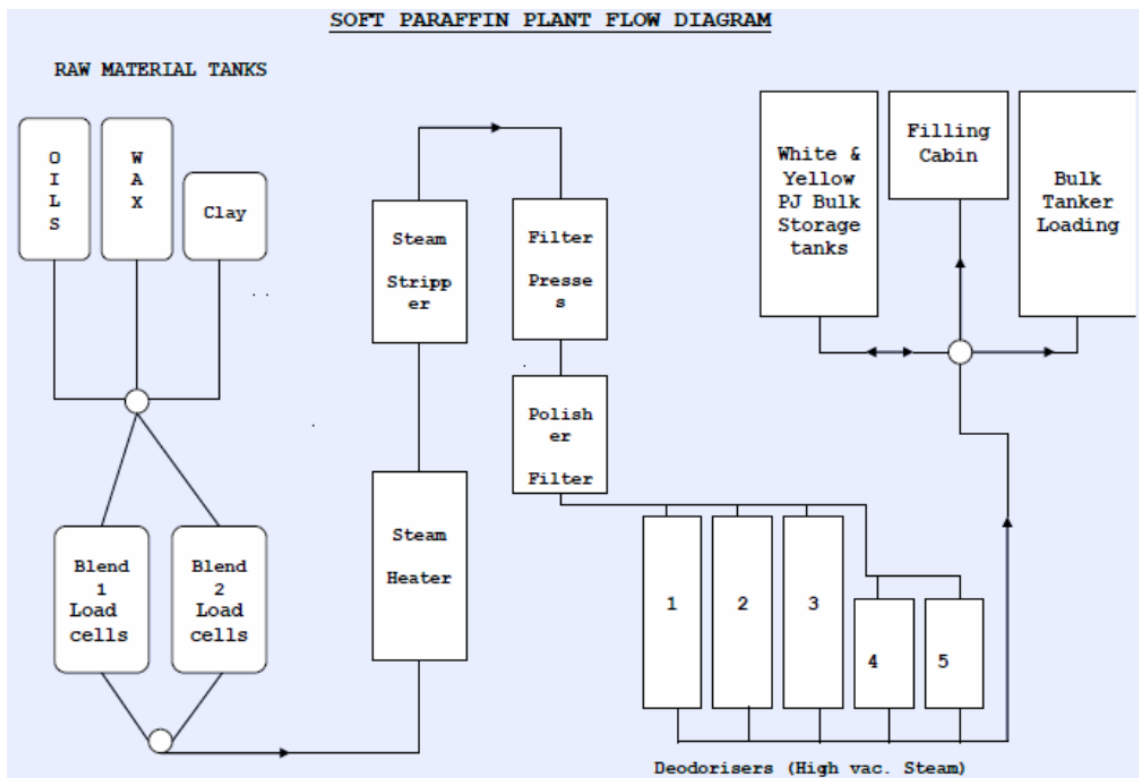 SOFT PARAFFIN PLANT FLOW DIAGRAM
RAW MATERIAL TANKS
O
I
L
S
W
A
X
Clay
Blend
1
Load
cells
Blend
2
Load
cells
Steam
Stripp
er
Steam
Heater
Filter
Presse
s
Polish
er
Filter
1
2
3
4
5
Deodorisers (High vac. Steam)
White &
Yellow
PJ Bulk
Storage
tanks
Filling
Cabin
Bulk
Tanker
Loading